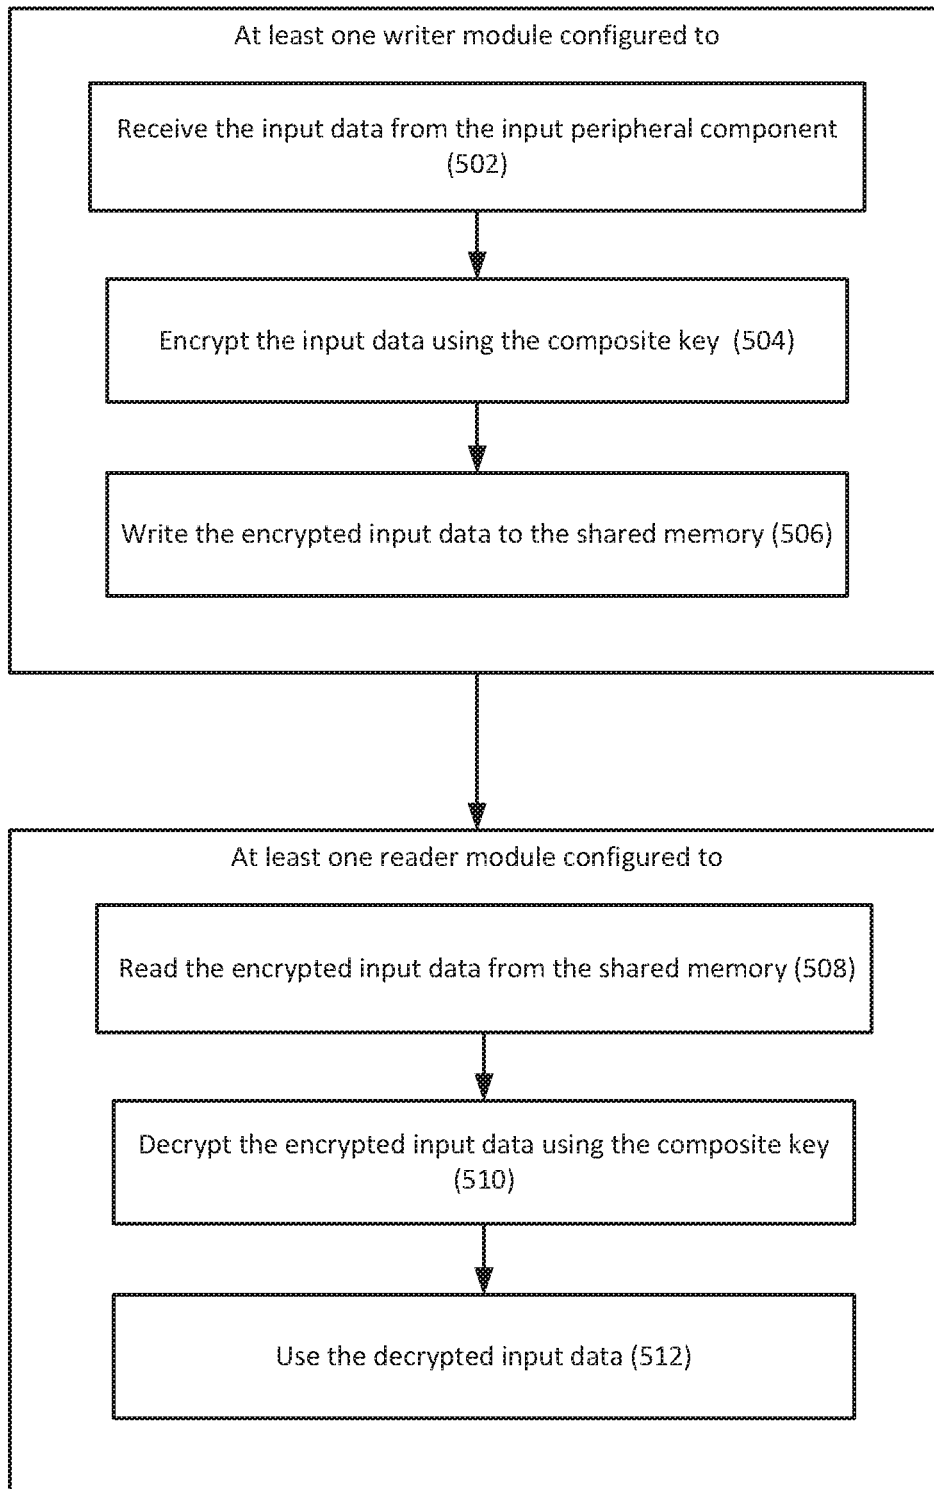 At least one writer module configured to
Receive the input data from the input peripheral component
(502)
Encrypt the input data using the composite key (504)
Write the encrypted input data to the shared memory (506)
At least one reader module configured to
Read the encrypted input data from the shared memory (508)
Decrypt the encrypted input data using the composite key
(510)
Use the decrypted input data (512)